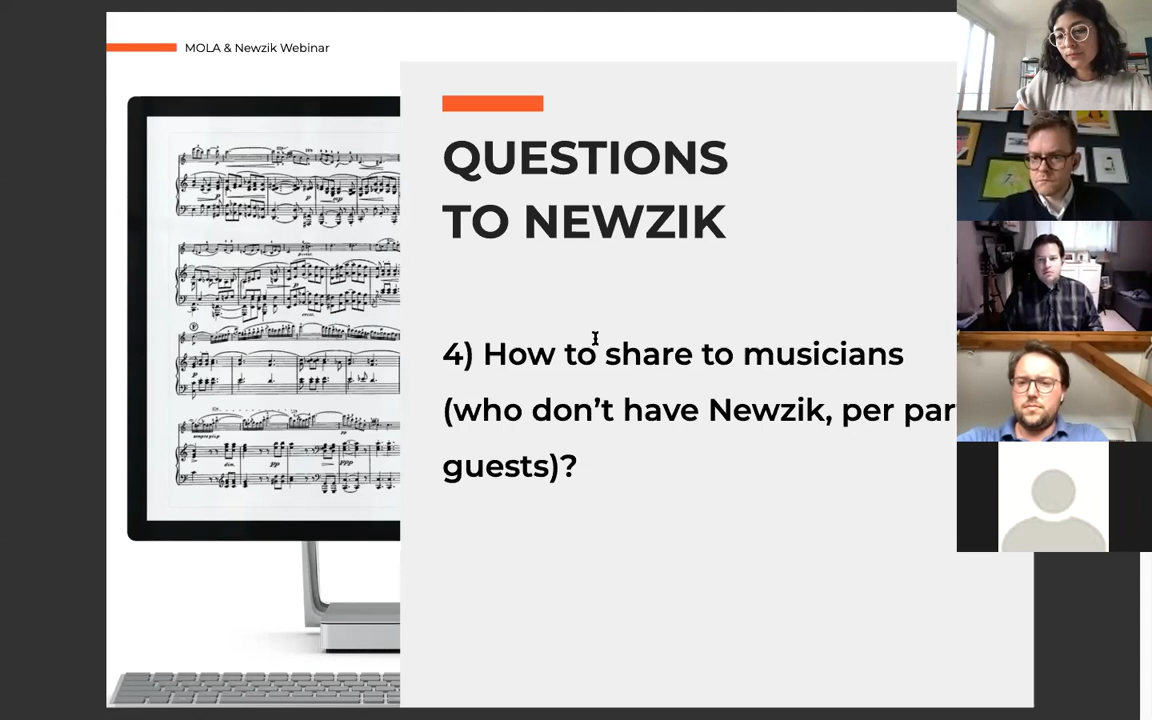 MOLA & Newzik Webinar
QUESTIONS
TO NEWZIK
4) How to share to musicians
(who don’t have Newzik, per par
guests)?